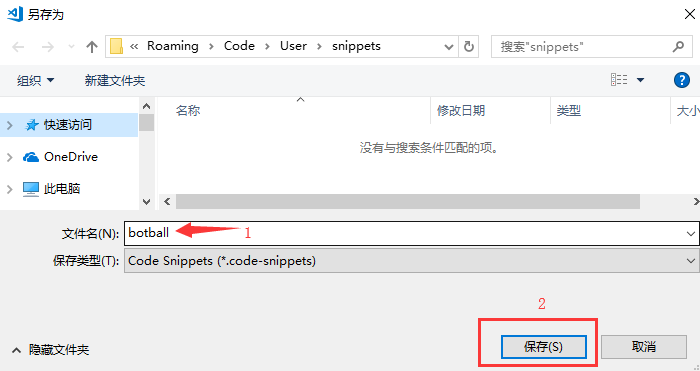 另存为
« Roaming > Code > User > snippets
搜索"snippets"
组织 新建文件夹
名称 修改日期 类型 大小
快速访问
没有与搜索条件匹配的项。
OneDrive
此电脑
文件名(N): botball
1
保存类型(T): Code Snippets (*.code-snippets)
2
隐藏文件夹
保存(S) 取消